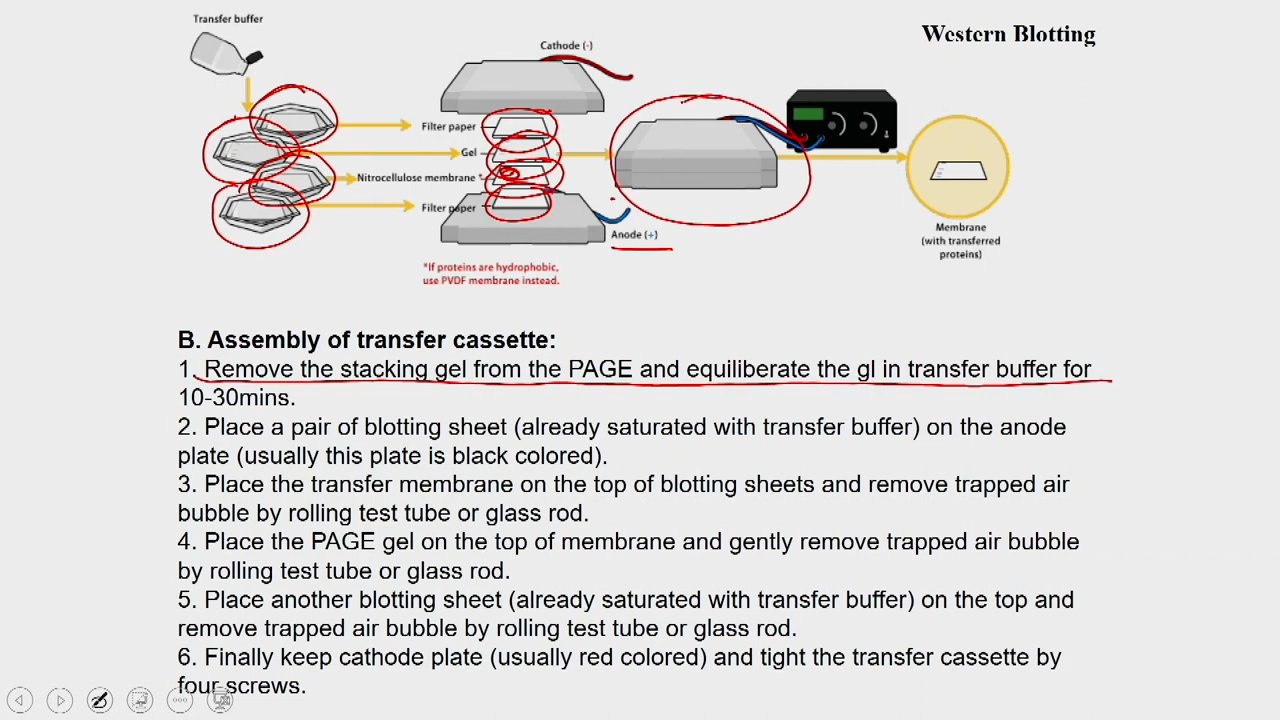 Transfer buffer
Western Blotting
Cathode (-)
Filter paper
Gel
Nitrocellulose membrane *
Filter paper
Anode (+)
Membrane
(with transferred
proteins)
*If proteins are hydrophobic,
use PVDF membrane instead.
B. Assembly of transfer cassette:
1. Remove the stacking gel from the PAGE and equiliberate the gl in transfer buffer for
10-30mins.
2. Place a pair of blotting sheet (already saturated with transfer buffer) on the anode
plate (usually this plate is black colored).
3. Place the transfer membrane on the top of blotting sheets and remove trapped air
bubble by rolling test tube or glass rod.
4. Place the PAGE gel on the top of membrane and gently remove trapped air bubble
by rolling test tube or glass rod.
5. Place another blotting sheet (already saturated with transfer buffer) on the top and
remove trapped air bubble by rolling test tube or glass rod.
6. Finally keep cathode plate (usually red colored) and tight the transfer cassette by
four screws.